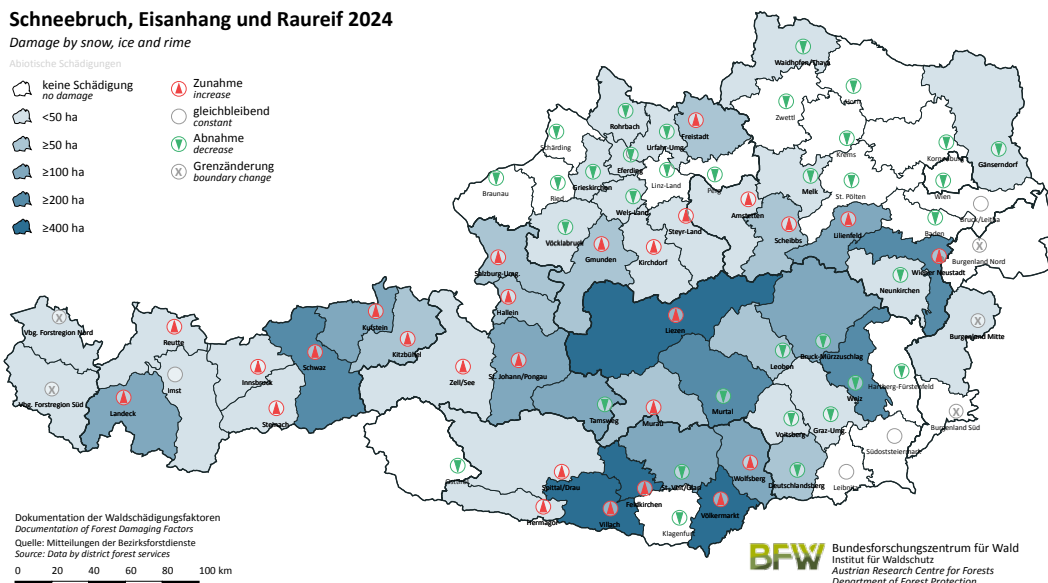 Schneebruch, Eisanhang und Raureif 2024
Damage by snow, ice and rime
Abiotische Schädigungen
keine Schädigung
no damage
<50 ha
≥50 ha
≥100 ha
≥200 ha
≥400 ha
Zunahme
increase
gleichbleibend
constant
Abnahme
decrease
Grenzänderung
boundary change
X
Waidhofen/Thaya
Horn
Zwettl
Rohrbach
Urfahr-Umg.
Freistadt
Schärding
Krems
Korneuburg
Gänserndorf
Eferding
Grieskirchen
Linz-Land
Perg
Melk
St. Pölten
Wien
Braunau
Ried
Wels-Land
Amstetten
Bruck/Leitha
Steyr-Land
Scheibbs
Lilienfeld
Baden
Vöcklabruck
Gmunden
Kirchdorf
Burgenland Nord
X
Salzburg-Umg.
Wiener Neustadt
Neunkirchen
Hallein
Vbg. Forstregion Nord
X
Reutte
Kufstein
Kitzbühel
Liezen
Burgenland Mitte
X
Bruck-Mürzzuschlag
Leoben
Innsbruck
Schwaz
Zell/See
St. Johann/Pongau
Imst
Hartberg-Fürstenfeld
Vbg. Forstregion Süd
X
Landeck
Steinach
Tamsweg
Murau
Murtal
Weiz
Voitsberg
Graz-Umg.
Burgenland Süd
X
Südoststeiermark
Osttirol
Spittal/Drau
St. Veit/Glan
Wolfsberg
Deutschlandsberg
Leibnitz
Hermagor
Villach
Feldkirchen
Klagenfurt
Völkermarkt
Dokumentation der Waldschädigungsfaktoren
Documentation of Forest Damaging Factors
Quelle: Mitteilungen der Bezirksforstdienste
Source: Data by district forest services
0 20 40 60 80 100 km
BFW
Bundesforschungszentrum für Wald
Institut für Waldschutz
Austrian Research Centre for Forests
Department of Forest Protection